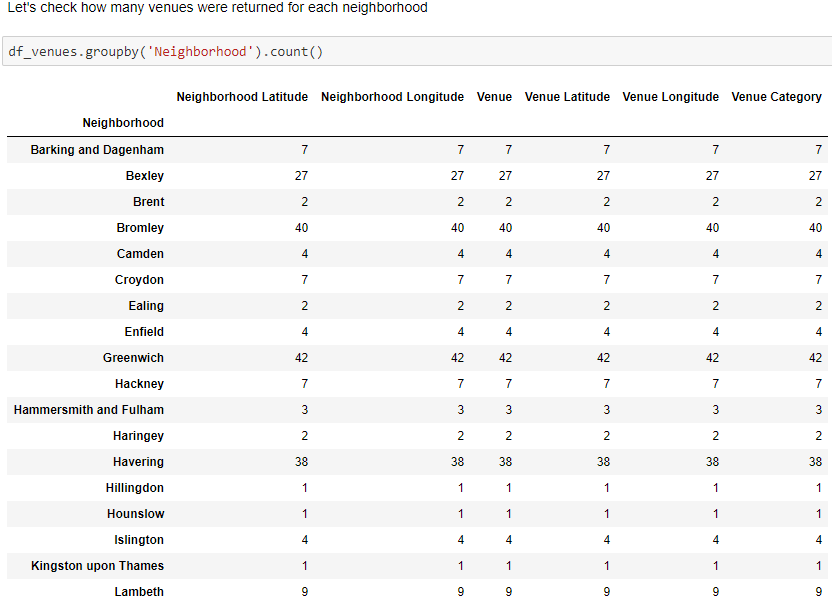 Let's check how many venues were returned for each neighborhood
df_venues.groupby('Neighborhood').count()
Neighborhood Latitude Neighborhood Longitude Venue Venue Latitude Venue Longitude Venue Category
Neighborhood
Barking and Dagenham 7 7 7 7 7 7
Bexley 27 27 27 27 27 27
Brent 2 2 2 2 2 2
Bromley 40 40 40 40 40 40
Camden 4 4 4 4 4 4
Croydon 7 7 7 7 7 7
Ealing 2 2 2 2 2 2
Enfield 4 4 4 4 4 4
Greenwich 42 42 42 42 42 42
Hackney 7 7 7 7 7 7
Hammersmith and Fulham 3 3 3 3 3 3
Haringey 2 2 2 2 2 2
Havering 38 38 38 38 38 38
Hillingdon 1 1 1 1 1 1
Hounslow 1 1 1 1 1 1
Islington 4 4 4 4 4 4
Kingston upon Thames 1 1 1 1 1 1
Lambeth 9 9 9 9 9 9